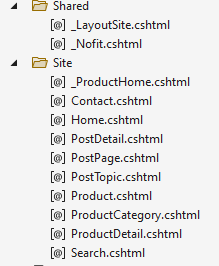 Shared
[@] _LayoutSite.cshtml
[@] _Nofit.cshtml
Site
[@] _ProductHome.cshtml
[@] Contact.cshtml
[@] Home.cshtml
[@] PostDetail.cshtml
[@] PostPage.cshtml
[@] PostTopic.cshtml
[@] Product.cshtml
[@] ProductCategory.cshtml
[@] ProductDetail.cshtml
[@] Search.cshtml